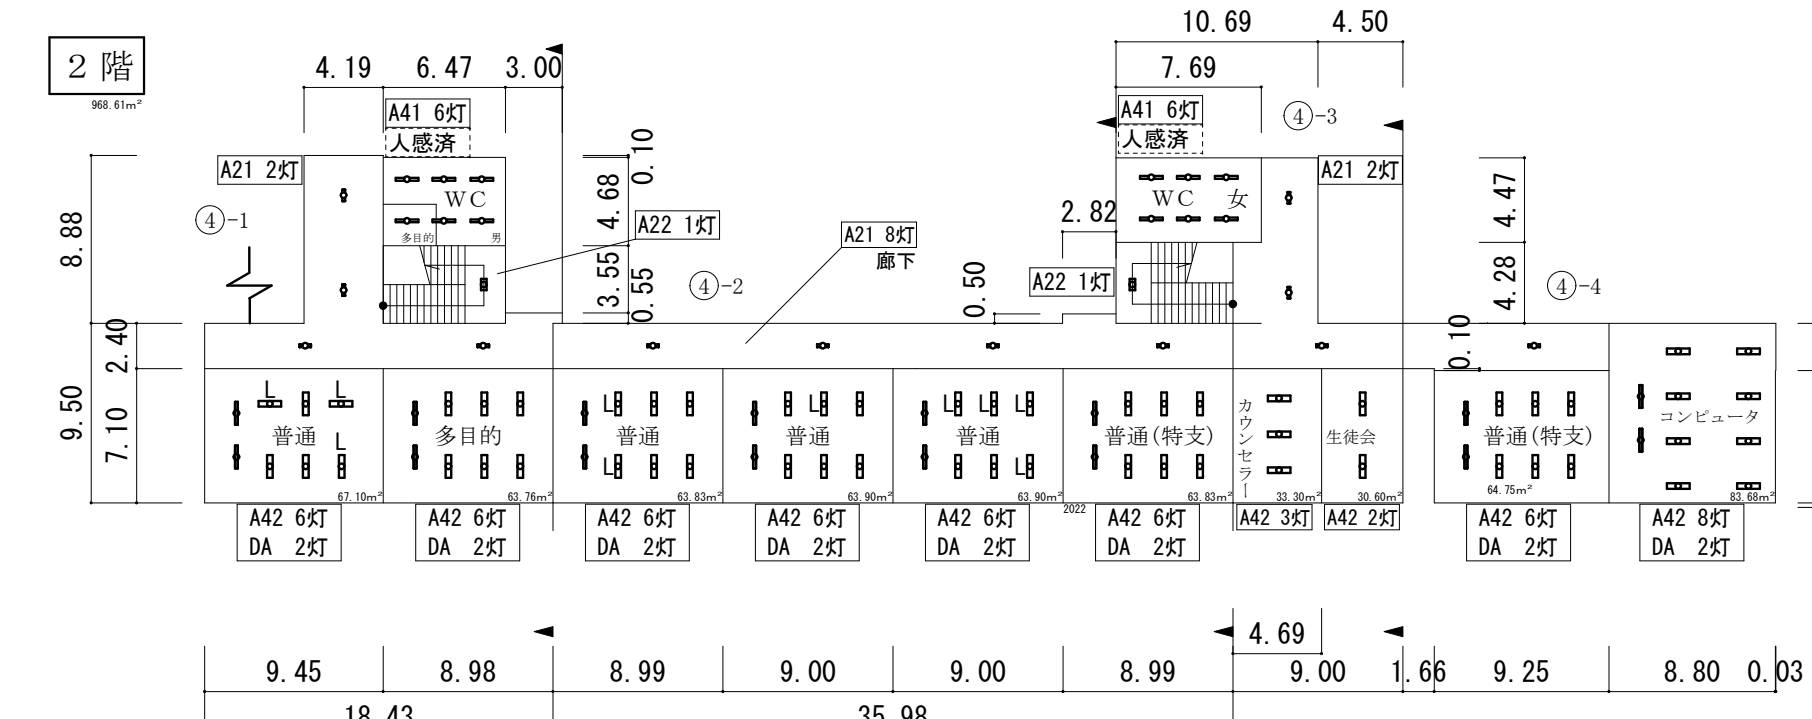 10.69
4.50
2 階
968.61m²
4.19
6.47
3.00
7.69
A41 6灯
人感済
A41 6灯
人感済
④-3
0.10
A21 2灯
A21 2灯
WC
多目的
男
4.68
WC 女
4.47
④-1
8.88
2.82
A22 1灯
A21 8灯
廊下
3.55
0.55
④-2
0.50
A22 1灯
4.28
④-4
2.40
0.10
9.50
7.10
L
L
L
普通
67.10m²
多目的
63.76m²
L
L
普通
63.83m²
L
普通
63.90m²
L
L
L
L
普通
63.90m²
普通(特支)
63.83m²
カウンセラー
33.30m²
生徒会
30.60m²
普通(特支)
64.75m²
コンピュータ
83.68m²
2022
A42 6灯
DA 2灯
A42 6灯
DA 2灯
A42 6灯
DA 2灯
A42 6灯
DA 2灯
A42 6灯
DA 2灯
A42 6灯
DA 2灯
A42 3灯
A42 2灯
A42 6灯
DA 2灯
A42 8灯
DA 2灯
4.69
9.45
8.98
8.99
9.00
9.00
8.99
9.00
1.66
9.25
8.80
0.03
18.43
35.98